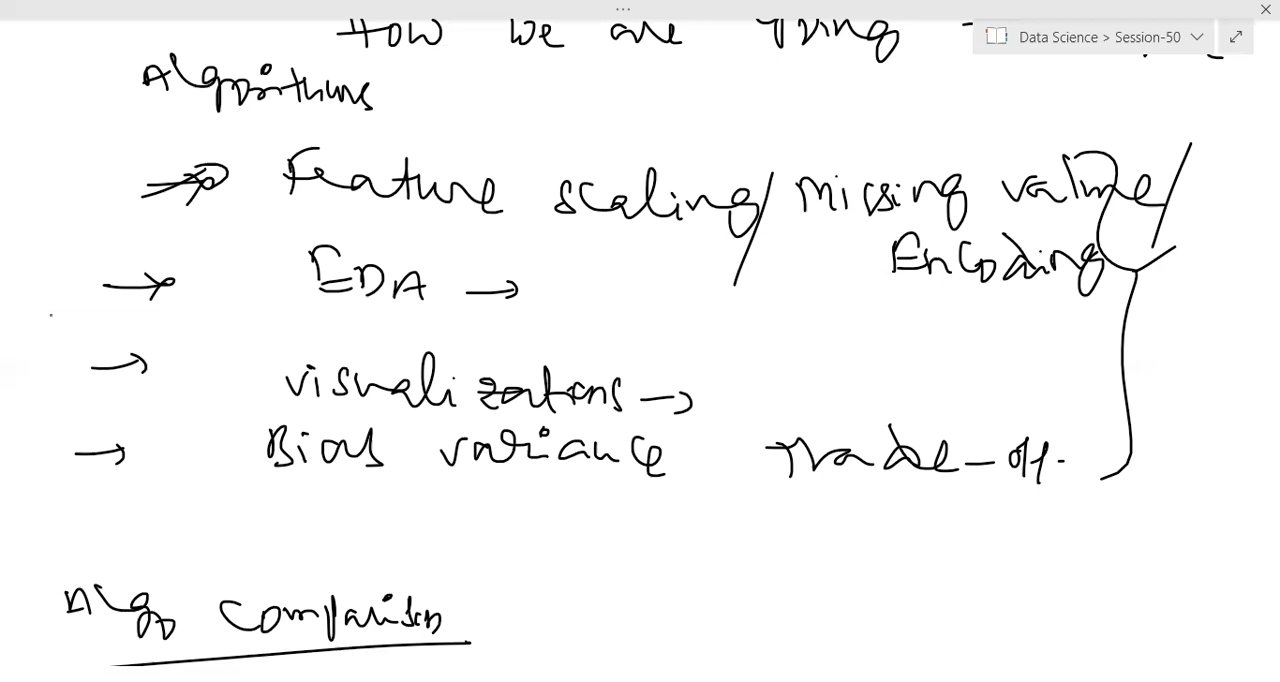 Data Science > Session-50
How we are
Algorithms
Feature scaling / Missing value /
Encoding
EDA →
→ visualizations →
→ Bias variance Trade-off.
Algo Comparison